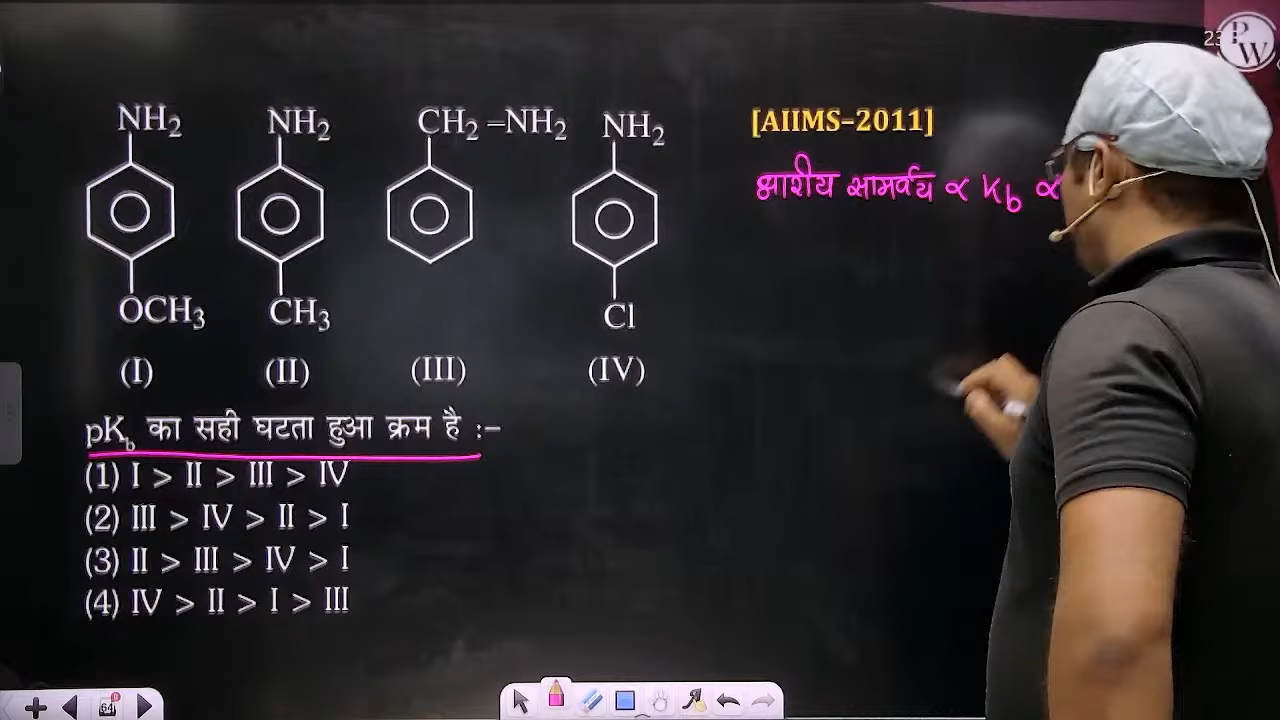 NH₂ NH₂ CH₂–NH₂ NH₂
[AIIMS–2011]
क्षारीय सामर्थ्य ∝ Kb ∝
OCH₃ CH₃ Cl
(I) (II) (III) (IV)
pKb का सही घटता हुआ क्रम है :–
(1) I > II > III > IV
(2) III > IV > II > I
(3) II > III > IV > I
(4) IV > II > I > III
PW
64